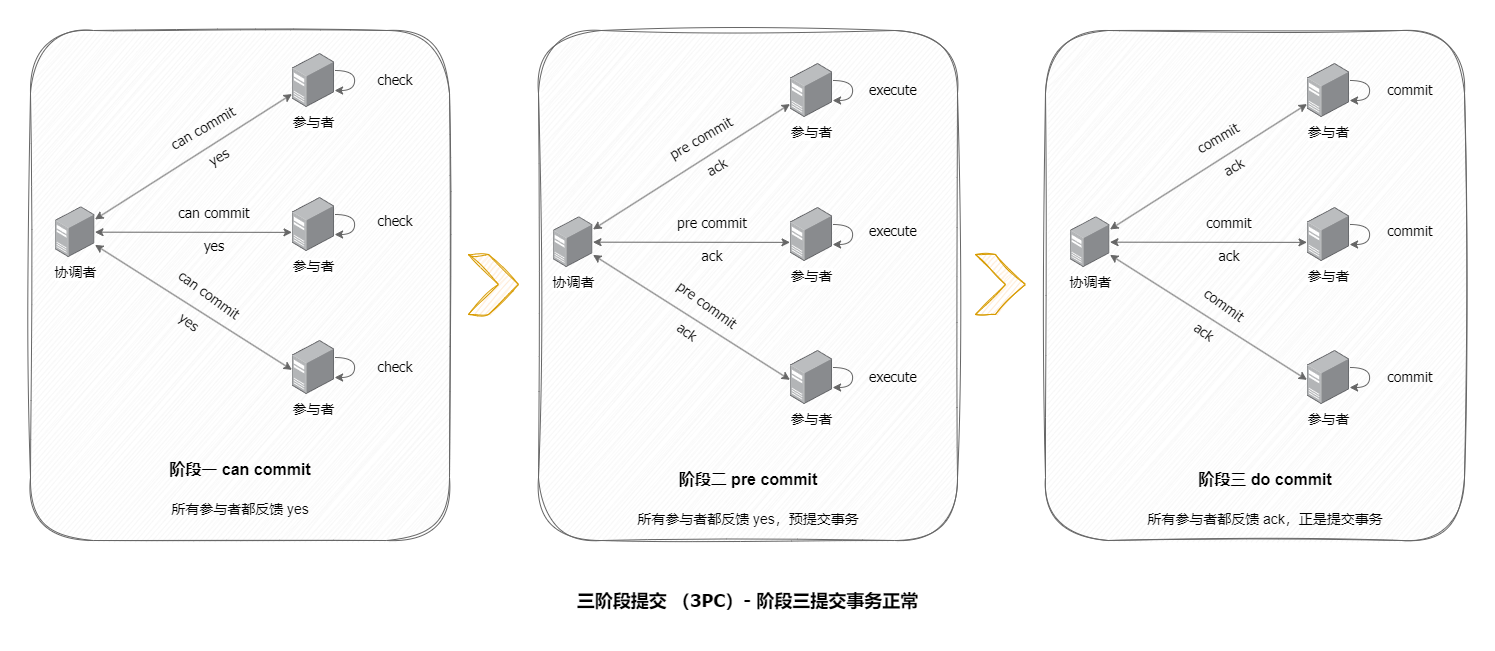 check
can commit
yes
参与者
can commit
check
yes
参与者
协调者
can commit
yes
check
参与者
阶段一 can commit
所有参与者都反馈 yes
execute
pre commit
ack
参与者
pre commit
execute
ack
参与者
协调者
pre commit
ack
execute
参与者
阶段二 pre commit
所有参与者都反馈 yes，预提交事务
commit
commit
ack
参与者
commit
commit
ack
参与者
协调者
commit
ack
commit
参与者
阶段三 do commit
所有参与者都反馈 ack，正是提交事务
三阶段提交 （3PC）- 阶段三提交事务正常